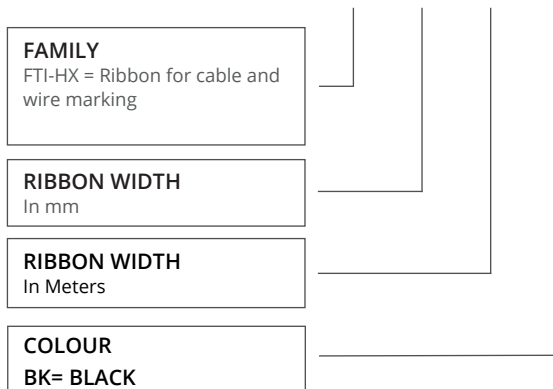 FAMILY
FTI-HX = Ribbon for cable and
wire marking
RIBBON WIDTH
In mm
RIBBON WIDTH
In Meters
COLOUR
BK= BLACK